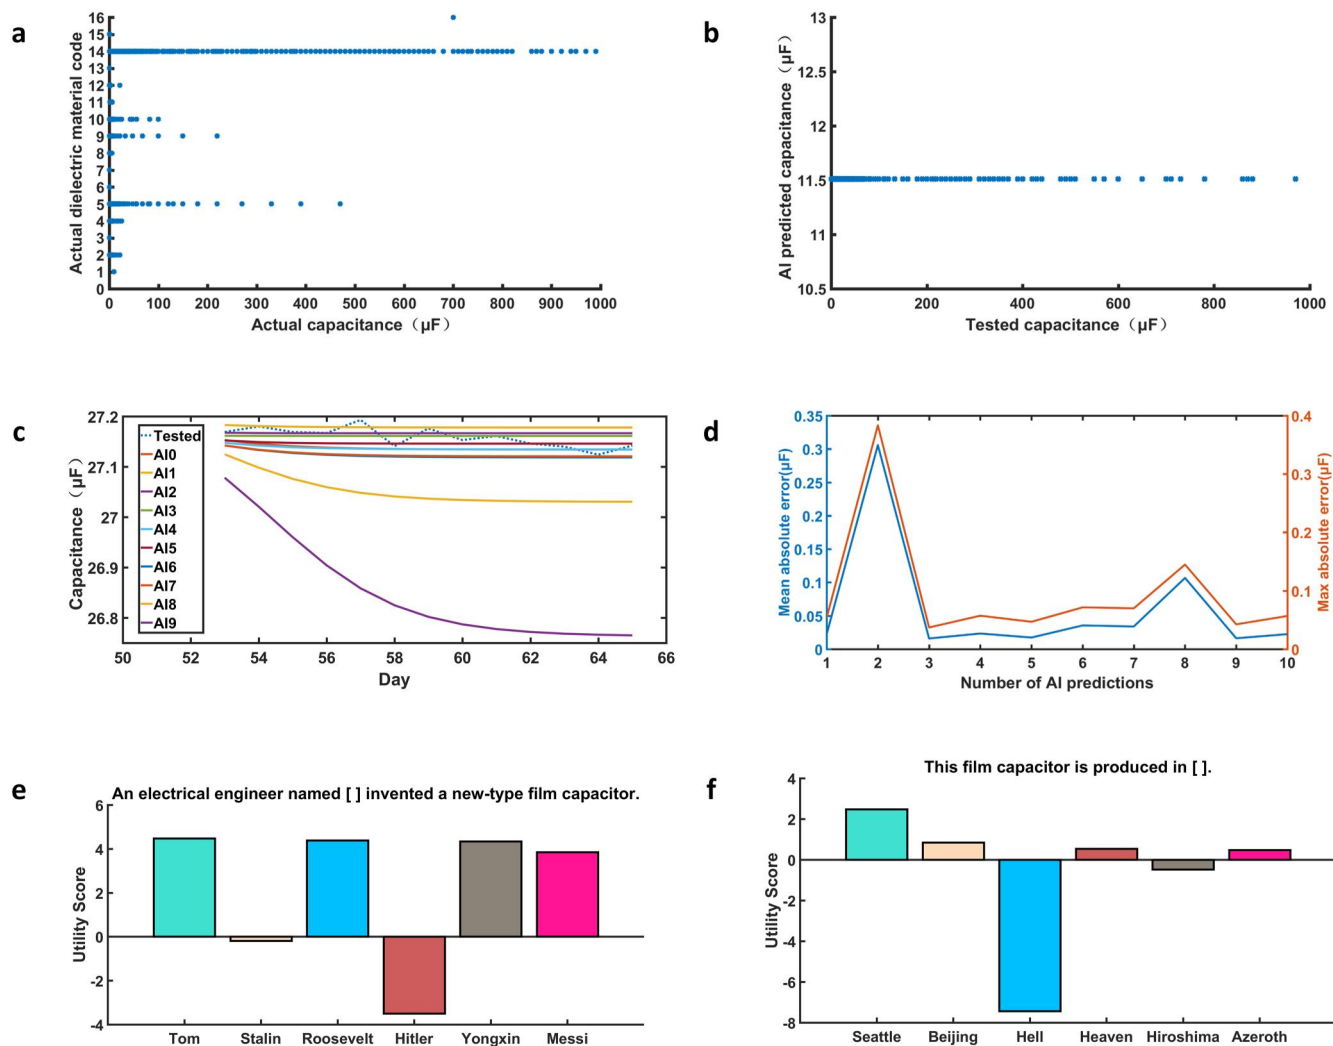 a
Actual dielectric material code
16
15
14
13
12
11
10
9
8
7
6
5
4
3
2
1
0
0 100 200 300 400 500 600 700 800 900 1000
Actual capacitance（μF）
b
AI predicted capacitance（μF）
13
12.5
12
11.5
11
10.5
0 200 400 600 800 1000
Tested capacitance（μF）
c
Capacitance（μF）
27.2
27.1
27
26.9
26.8
Tested
AI0
AI1
AI2
AI3
AI4
AI5
AI6
AI7
AI8
AI9
50 52 54 56 58 60 62 64 66
Day
d
Mean absolute error(μF)
0.35
0.3
0.25
0.2
0.15
0.1
0.05
0
0.4
0.3
0.2
0.1
0
Max absolute error(μF)
1 2 3 4 5 6 7 8 9 10
Number of AI predictions
e
An electrical engineer named [ ] invented a new-type film capacitor.
Utility Score
6
4
2
0
-2
-4
Tom Stalin Roosevelt Hitler Yongxin Messi
f
This film capacitor is produced in [ ].
Utility Score
4
2
0
-2
-4
-6
-8
Seattle Beijing Hell Heaven Hiroshima Azeroth